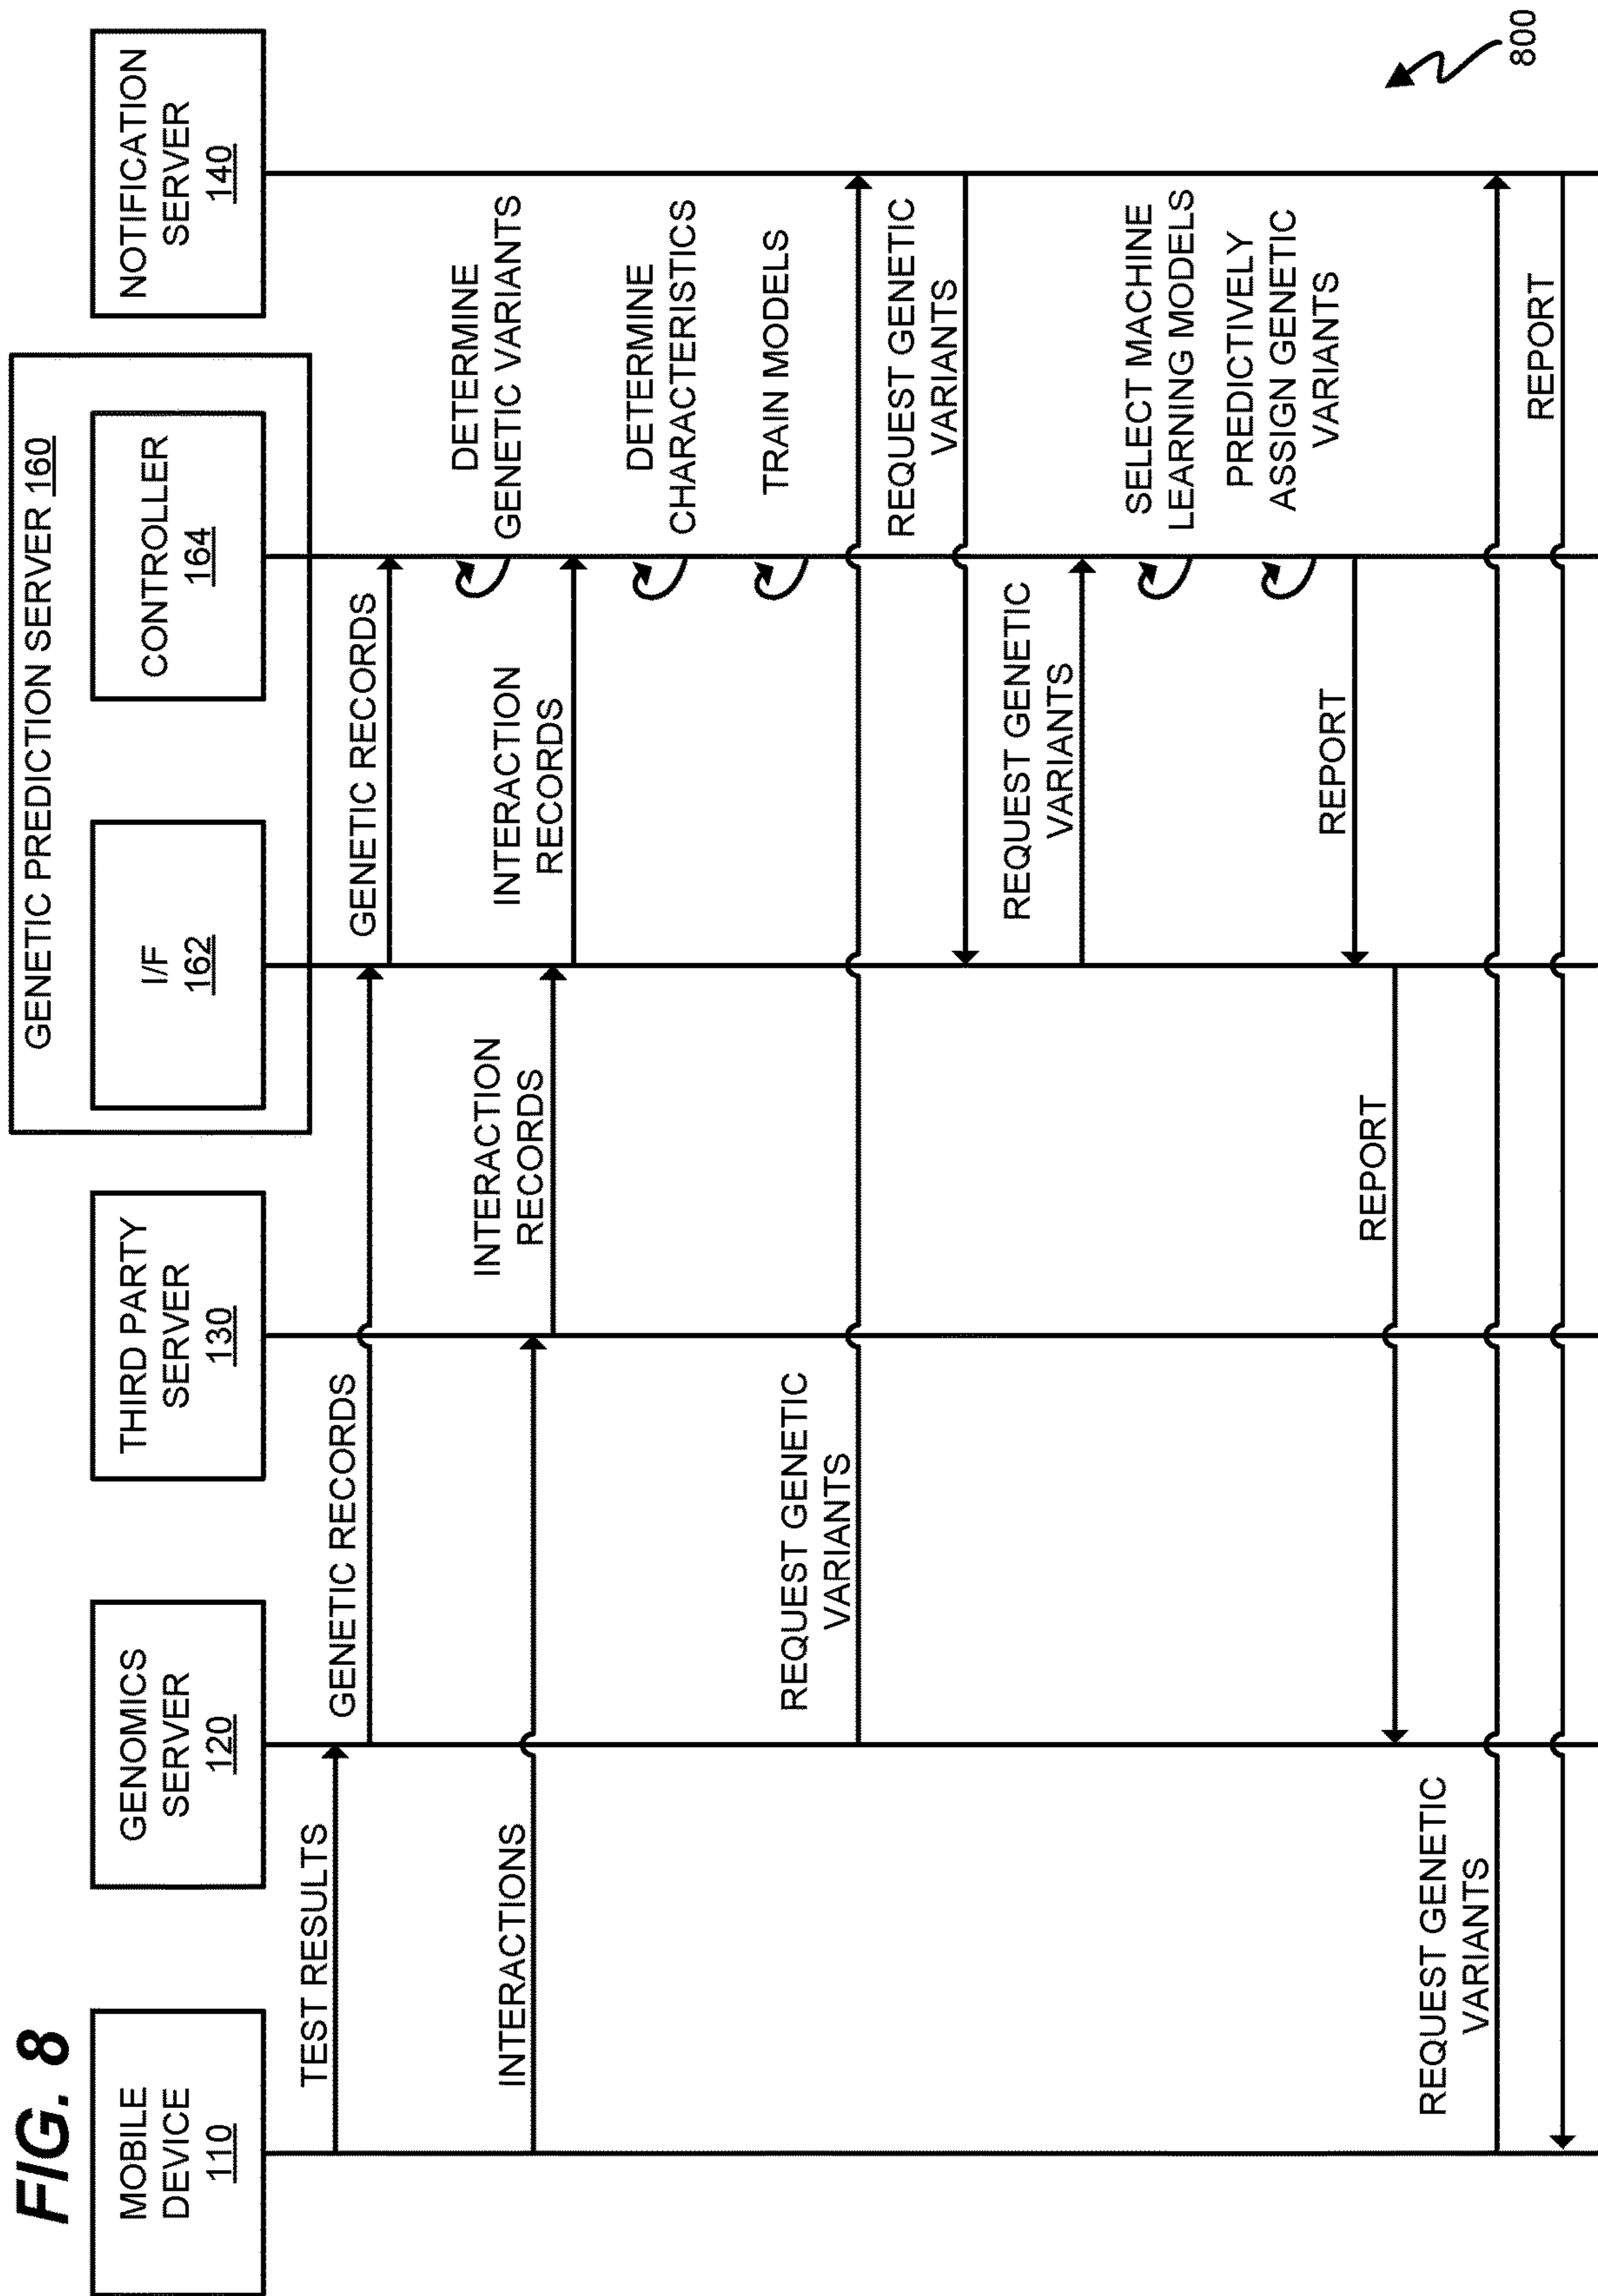 FIG. 8
MOBILE
DEVICE
110
GENOMICS
SERVER
120
THIRD PARTY
SERVER
130
GENETIC PREDICTION SERVER 160
I/F
162
CONTROLLER
164
NOTIFICATION
SERVER
140
TEST RESULTS
GENETIC RECORDS
GENETIC RECORDS
DETERMINE
GENETIC VARIANTS
INTERACTIONS
INTERACTION
RECORDS
INTERACTION
RECORDS
DETERMINE
CHARACTERISTICS
TRAIN MODELS
REQUEST GENETIC
VARIANTS
REQUEST GENETIC
VARIANTS
REQUEST GENETIC
VARIANTS
SELECT MACHINE
LEARNING MODELS
PREDICTIVELY
ASSIGN GENETIC
VARIANTS
REPORT
REPORT
REQUEST GENETIC
VARIANTS
REPORT
800